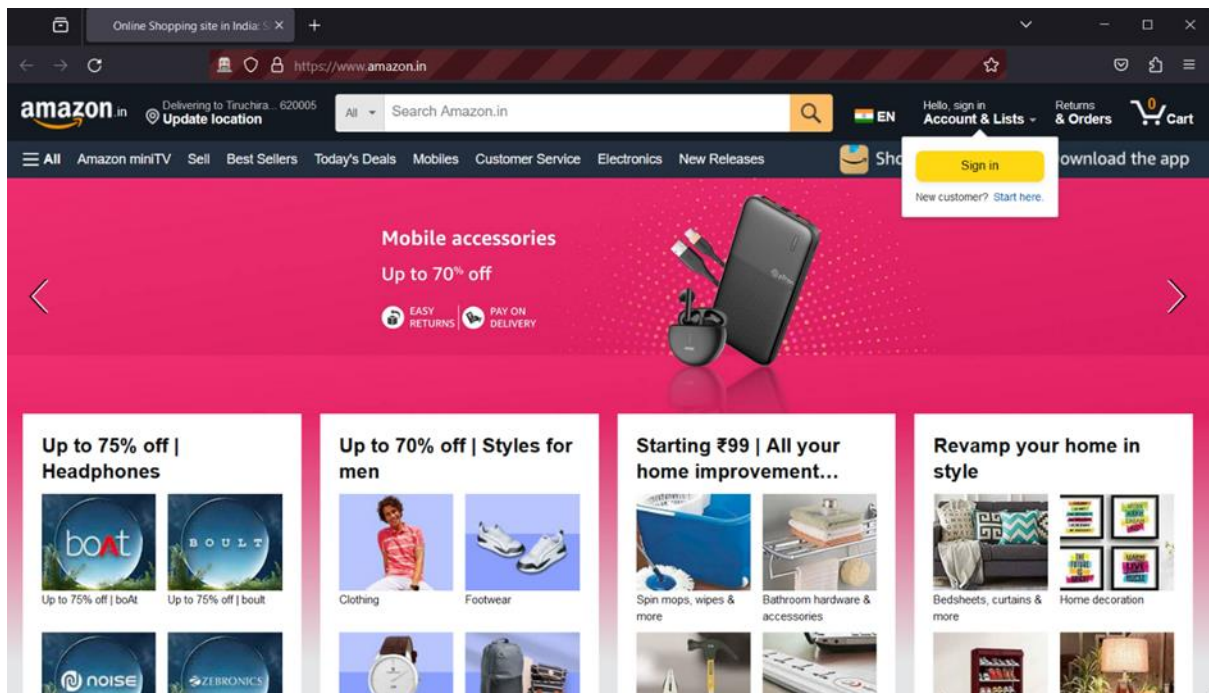 Online Shopping site in India: S
https://www.amazon.in
amazon.in
Delivering to Tiruchira... 620005
Update location
All
Search Amazon.in
EN
Hello, sign in
Account & Lists
Returns
& Orders
0
Cart
All Amazon miniTV Sell Best Sellers Today's Deals Mobiles Customer Service Electronics New Releases
Sho
ownload the app
Sign in
New customer? Start here.
Mobile accessories
Up to 70% off
EASY
RETURNS
PAY ON
DELIVERY
Up to 75% off |
Headphones
boAt
BOULT
Up to 75% off | boAt
Up to 75% off | boult
NOISE
ZEBRONICS
Up to 70% off | Styles for
men
Clothing
Footwear
Starting ₹99 | All your
home improvement...
Spin mops, wipes &
more
Bathroom hardware &
accessories
Revamp your home in
style
Bedsheets, curtains &
more
Home decoration